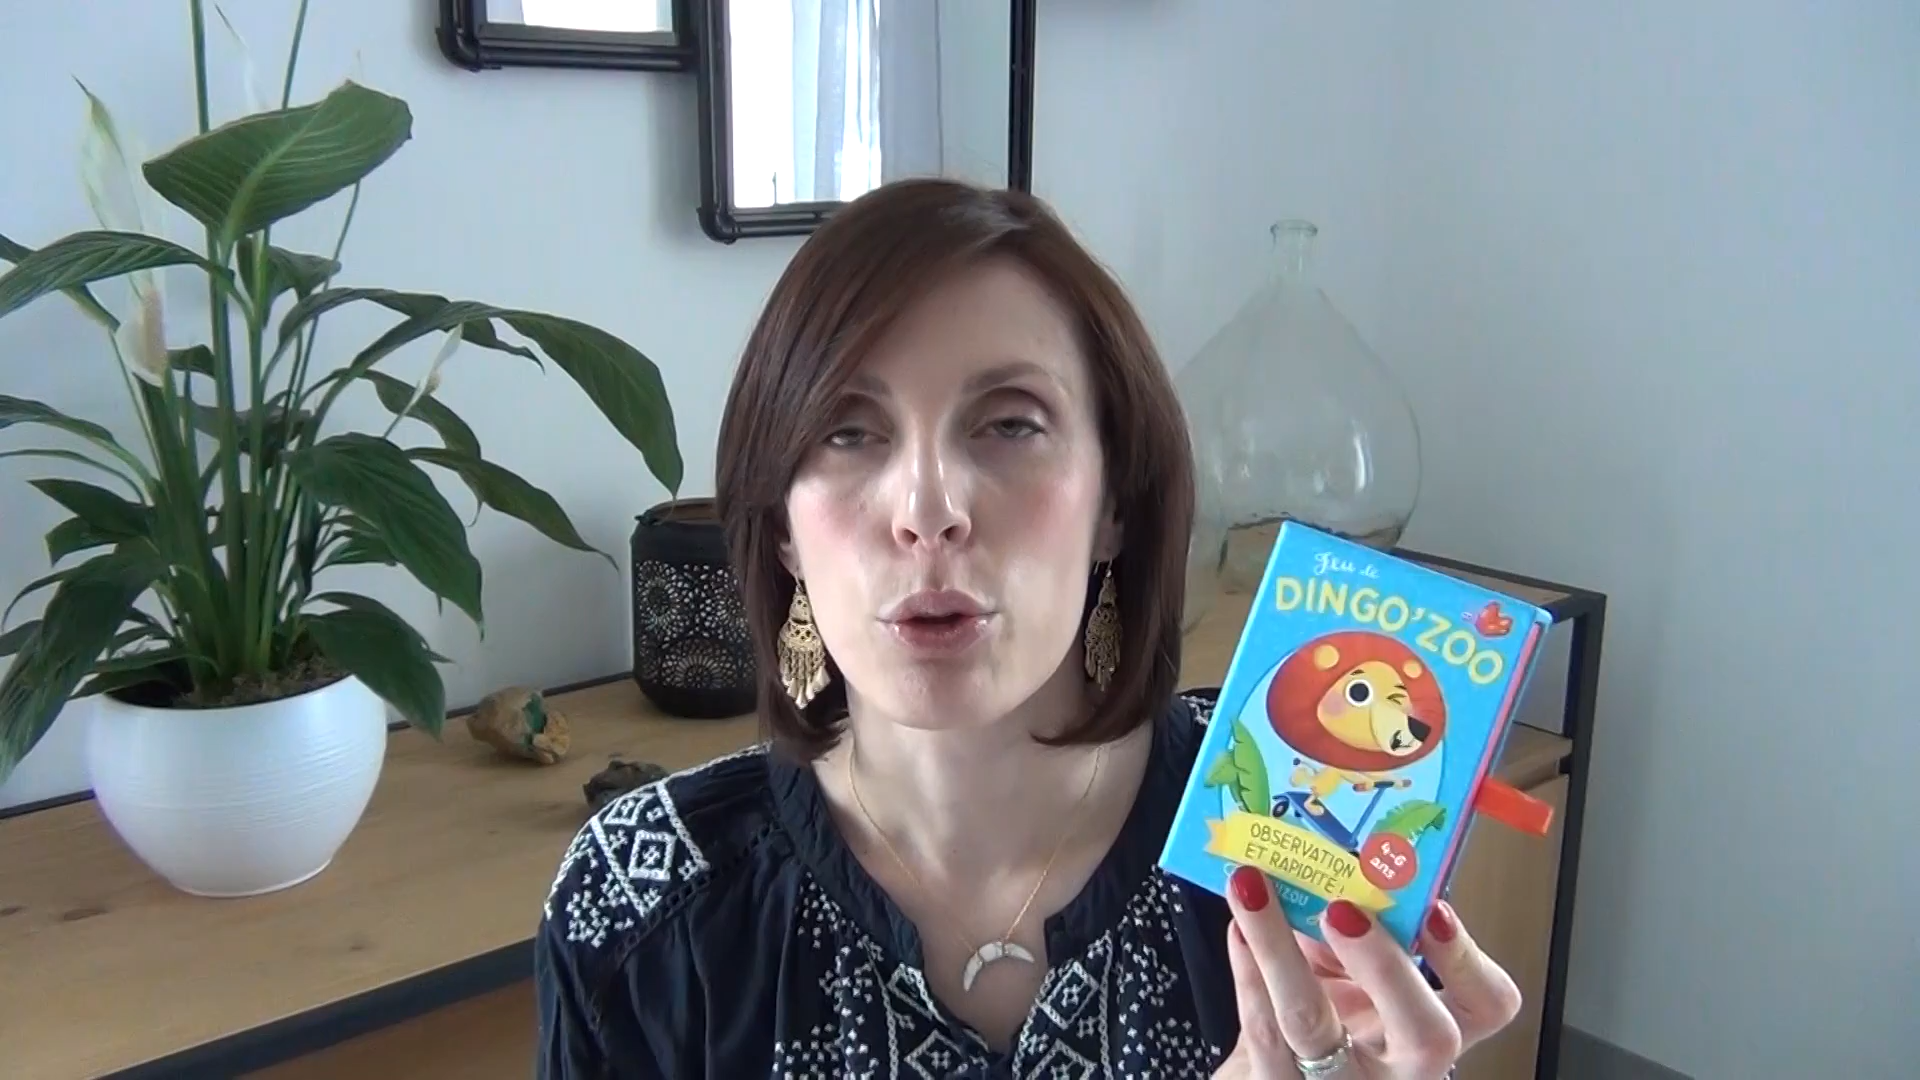 Jeu de
DINGO'ZOO
OBSERVATION
ET RAPIDITÉ !
4-6
ans